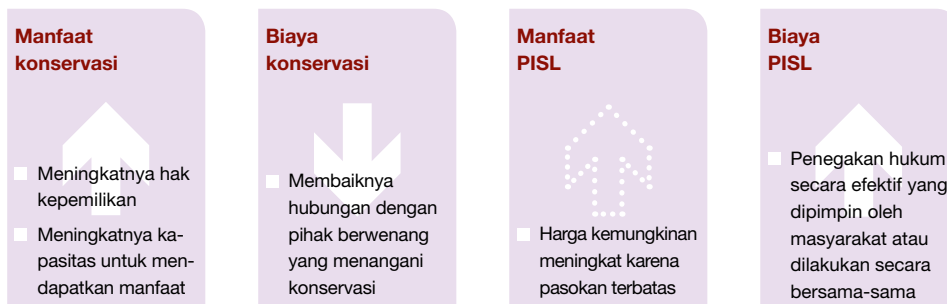 Manfaat
konservasi
Meningkatnya hak
kepemilikan
Meningkatnya ka-
pasitas untuk men-
dapatkan manfaat
Biaya
konservasi
Membaiknya
hubungan dengan
pihak berwenang
yang menangani
konservasi
Manfaat
PISL
Harga kemungkinan
meningkat karena
pasokan terbatas
Biaya
PISL
Penegakan hukum
secara efektif yang
dipimpin oleh
masyarakat atau
dilakukan secara
bersama-sama